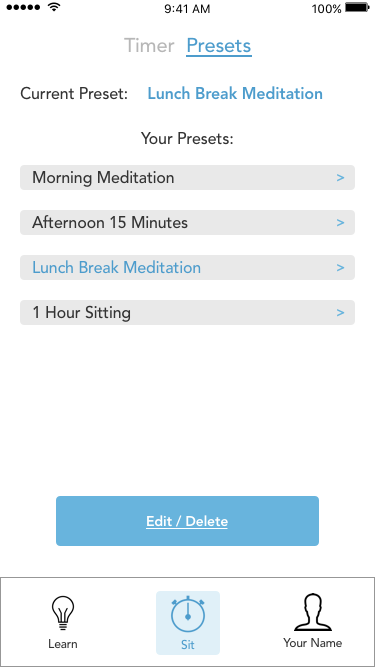 9:41 AM 100%
Timer Presets
Current Preset: Lunch Break Meditation
Your Presets:
Morning Meditation >
Afternoon 15 Minutes >
Lunch Break Meditation >
1 Hour Sitting >
Edit / Delete
Learn Sit Your Name